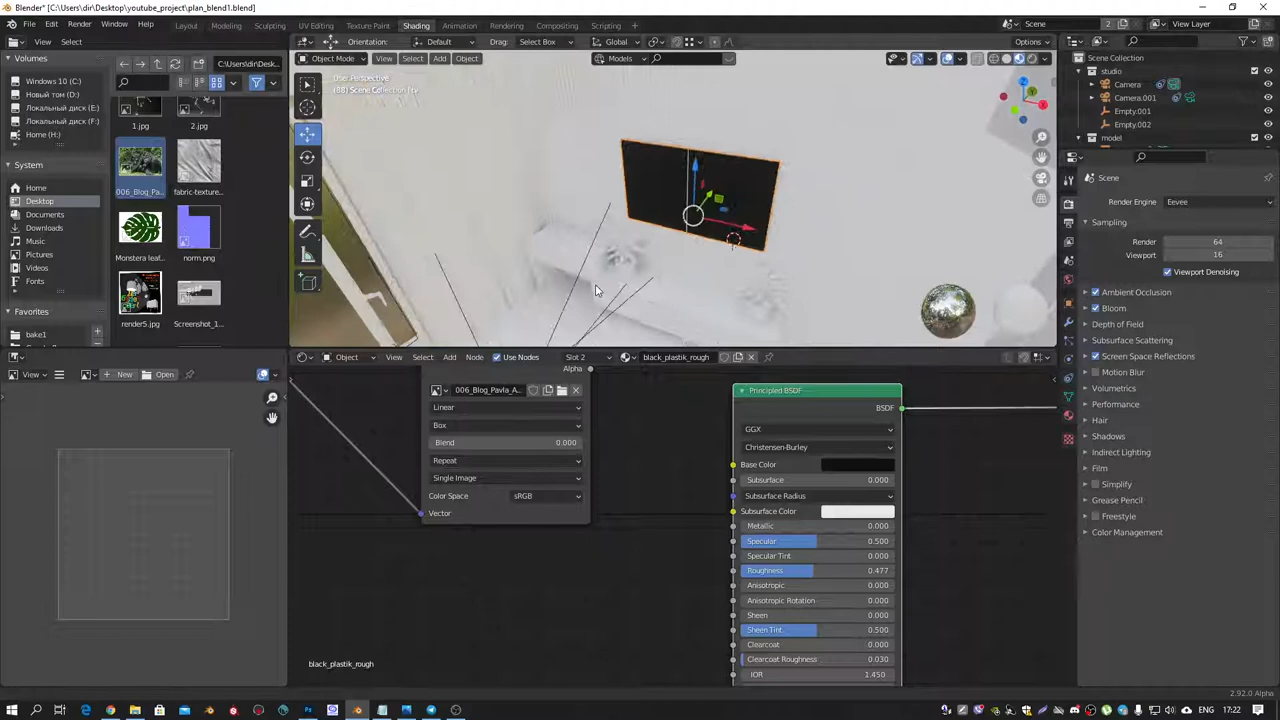 Blender* [C:\Users\dir\Desktop\youtube_project\plan_blend1.blend]
File Edit Render Window Help Layout Modeling Sculpting UV Editing Texture Paint Shading Animation Rendering Compositing Scripting Scene 2 View Layer
View Select Orientation: Default Drag: Select Box Global Options
Volumes C:\Users\dir\Desk... Object Mode View Select Add Object Models
Windows 10 (C:)
Новый том (D:)
Локальный диск (E:)
Локальный диск (F:)
Home (H:)
System
Home
Desktop
Documents
Downloads
Music
Pictures
Videos
Fonts
Favorites
bake1
1.jpg 2.jpg
006_Blog_Pa... fabric-texture...
Monstera leaf... norm.png
render5.jpg Screenshot_1...
User Perspective
(88) Scene Collection | tv
Scene Collection
studio
Camera
Camera.001
Empty.001
Empty.002
model
Scene
Render Engine Eevee
Sampling
Render 64
Viewport 16
Viewport Denoising
Ambient Occlusion
Bloom
Depth of Field
Subsurface Scattering
Screen Space Reflections
Motion Blur
Volumetrics
Performance
Hair
Shadows
Indirect Lighting
Film
Simplify
Grease Pencil
Freestyle
Color Management
View New Open
Object View Select Add Node Use Nodes Slot 2 black_plastik_rough
Alpha
006_Blog_Pavla_A...
Linear
Box
Blend 0.000
Repeat
Single Image
Color Space sRGB
Vector
Principled BSDF
BSDF
GGX
Christensen-Burley
Base Color
Subsurface 0.000
Subsurface Radius
Subsurface Color
Metallic 0.000
Specular 0.500
Specular Tint 0.000
Roughness 0.477
Anisotropic 0.000
Anisotropic Rotation 0.000
Sheen 0.000
Sheen Tint 0.500
Clearcoat 0.000
Clearcoat Roughness 0.030
IOR 1.450
black_plastik_rough
2.92.0 Alpha
ENG 17:22